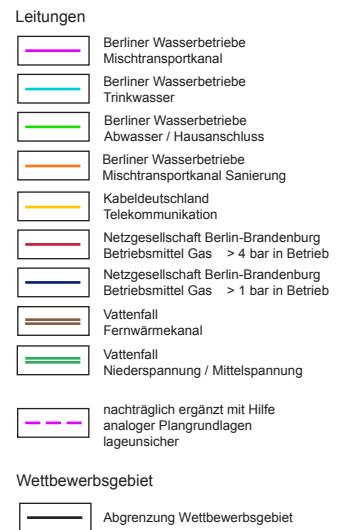 Leitungen
Berliner Wasserbetriebe
Mischtransportkanal
Berliner Wasserbetriebe
Trinkwasser
Berliner Wasserbetriebe
Abwasser / Hausanschluss
Berliner Wasserbetriebe
Mischtransportkanal Sanierung
Kabeldeutschland
Telekommunikation
Netzgesellschaft Berlin-Brandenburg
Betriebsmittel Gas > 4 bar in Betrieb
Netzgesellschaft Berlin-Brandenburg
Betriebsmittel Gas > 1 bar in Betrieb
Vattenfall
Fernwärmekanal
Vattenfall
Niederspannung / Mittelspannung
nachträglich ergänzt mit Hilfe
analoger Plangrundlagen
lageunsicher
Wettbewerbsgebiet
Abgrenzung Wettbewerbsgebiet